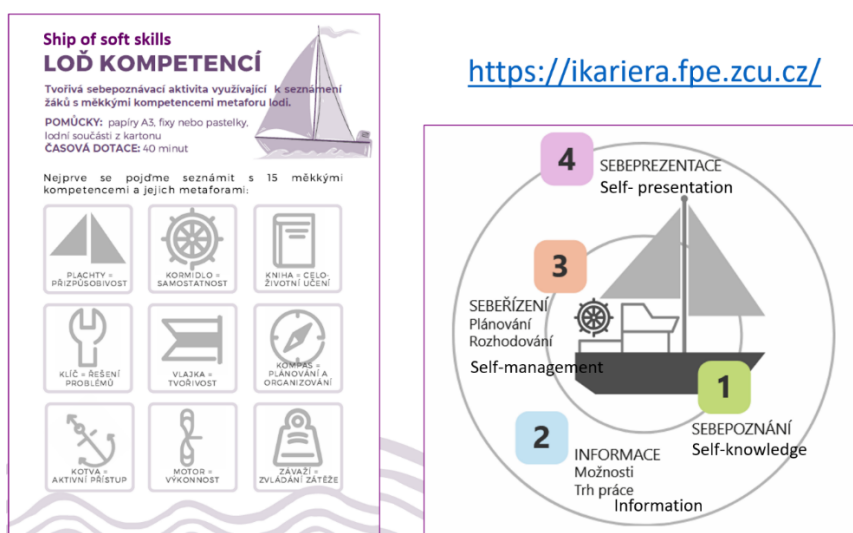 Ship of soft skills
LOĎ KOMPETENCÍ
Tvořivá sebepoznávací aktivita využívající k seznámení
žáků s měkkými kompetencemi metaforu lodi.
POMŮCKY: papíry A3, fixy nebo pastelky,
lodní součásti z kartonu
ČASOVÁ DOTACE: 40 minut
Nejprve se pojďme seznámit s 15 měkkými
kompetencemi a jejich metaforami:
PLACHTY =
PŘIZPŮSOBIVOST
KORMIDLO =
SAMOSTATNOST
KNIHA = CELO-
ŽIVOTNÍ UČENÍ
KLÍČ = ŘEŠENÍ
PROBLÉMŮ
VLAJKA =
TVOŘIVOST
KOMPAS =
PLÁNOVÁNÍ A
ORGANIZOVÁNÍ
KOTVA =
AKTIVNÍ PŘÍSTUP
MOTOR =
VÝKONNOST
ZÁVAŽÍ =
ZVLÁDÁNÍ ZÁTĚŽE
https://ikariera.fpe.zcu.cz/
4
SEBEPREZENTACE
Self- presentation
3
SEBEŘÍZENÍ
Plánování
Rozhodování
Self-management
1
SEBEPOZNÁNÍ
Self-knowledge
2
INFORMACE
Možnosti
Trh práce
Information